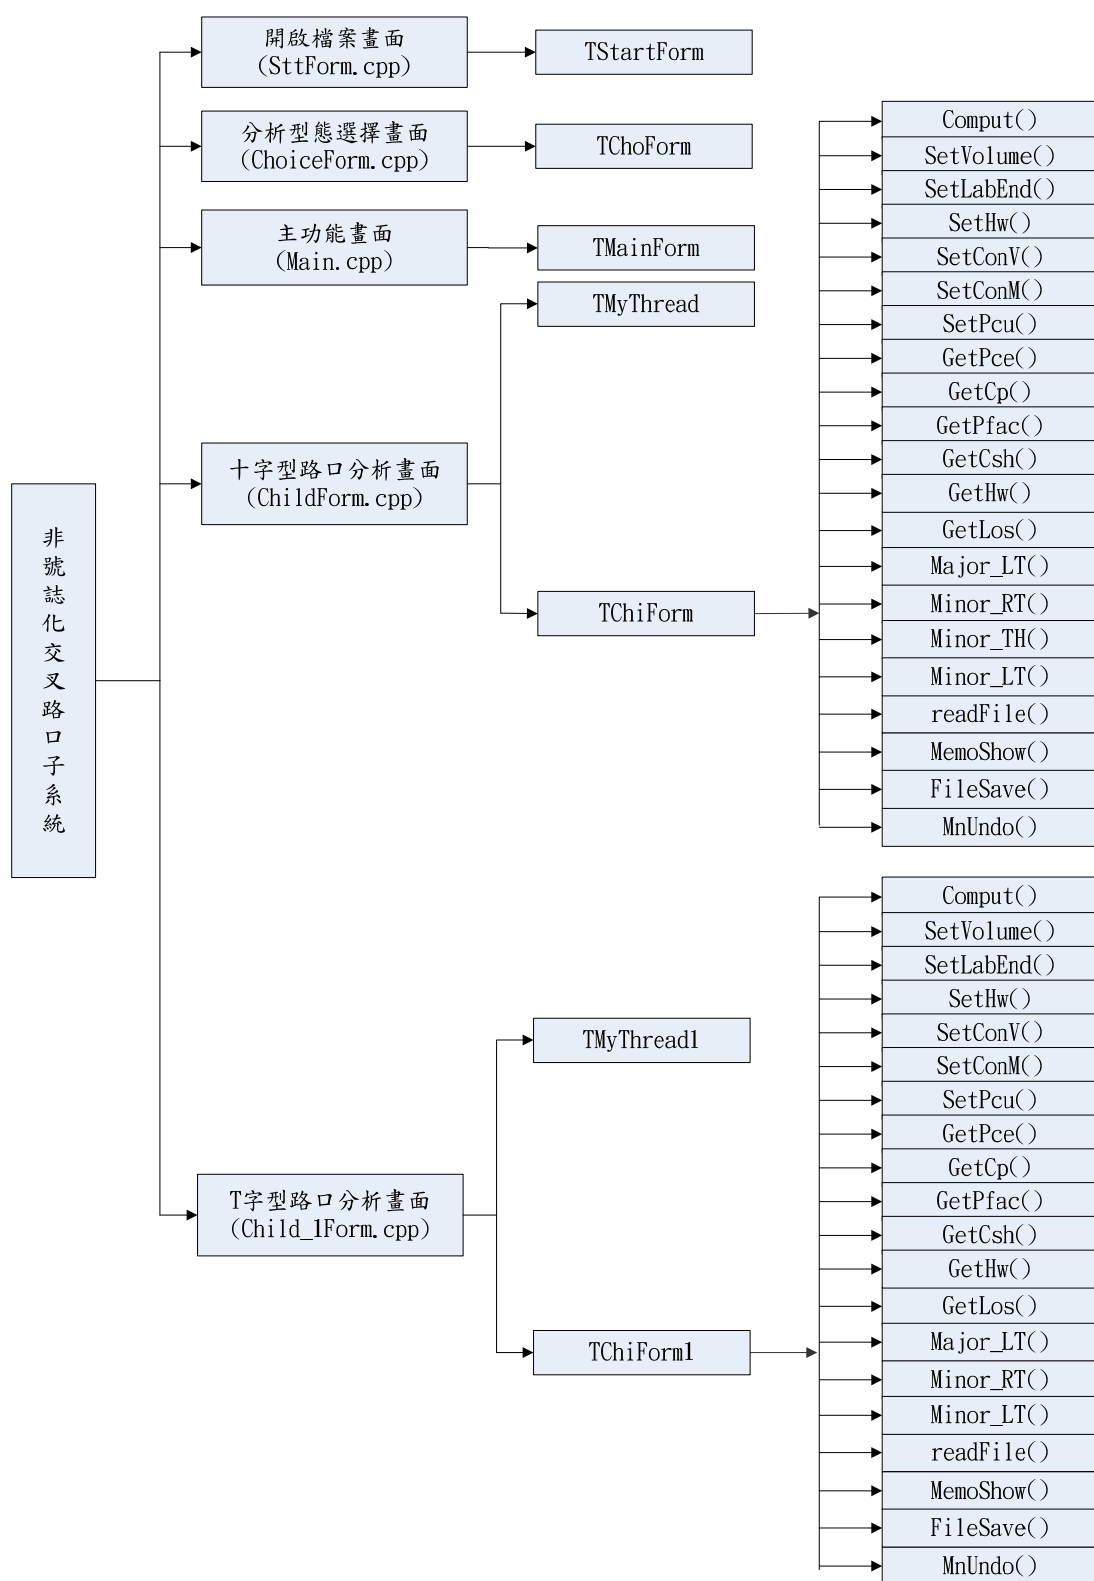 非號誌化交叉路口子系統
開啟檔案畫面
(SttForm.cpp)
TStartForm
分析型態選擇畫面
(ChoiceForm.cpp)
TChoForm
主功能畫面
(Main.cpp)
TMainForm
十字型路口分析畫面
(ChildForm.cpp)
TMyThread
TChiForm
Comput()
SetVolume()
SetLabEnd()
SetHw()
SetConV()
SetConM()
SetPcu()
GetPce()
GetCp()
GetPfac()
GetCsh()
GetHw()
GetLos()
Major_LT()
Minor_RT()
Minor_TH()
Minor_LT()
readFile()
MemoShow()
FileSave()
MnUndo()
T字型路口分析畫面
(Child_1Form.cpp)
TMyThread1
TChiForm1
Comput()
SetVolume()
SetLabEnd()
SetHw()
SetConV()
SetConM()
SetPcu()
GetPce()
GetCp()
GetPfac()
GetCsh()
GetHw()
GetLos()
Major_LT()
Minor_RT()
Minor_LT()
readFile()
MemoShow()
FileSave()
MnUndo()